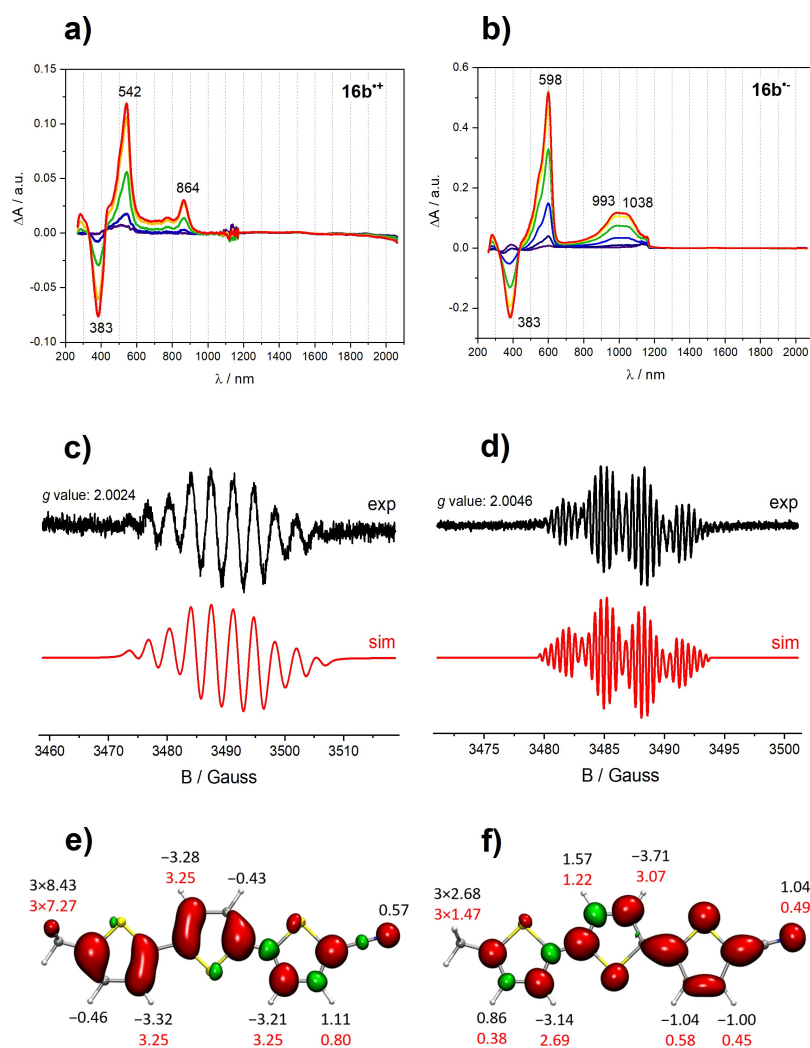 a)
b)
16b•+
16b•-
0.15
0.10
0.05
0.00
-0.05
-0.10
ΔA / a.u.
542
864
383
200 400 600 800 1000 1200 1400 1600 1800 2000
λ / nm
0.6
0.4
0.2
0.0
-0.2
ΔA / a.u.
598
993 1038
383
200 400 600 800 1000 1200 1400 1600 1800 2000
λ / nm
c)
d)
g value: 2.0024
exp
sim
3460 3470 3480 3490 3500 3510
B / Gauss
g value: 2.0046
exp
sim
3475 3480 3485 3490 3495 3500
B / Gauss
e)
f)
−3.28
3.25
−0.43
3×8.43
3×7.27
0.57
−0.46
−3.32
3.25
−3.21
3.25
1.11
0.80
1.57
1.22
−3.71
3.07
3×2.68
3×1.47
1.04
0.49
0.86
0.38
−3.14
2.69
−1.04
0.58
−1.00
0.45